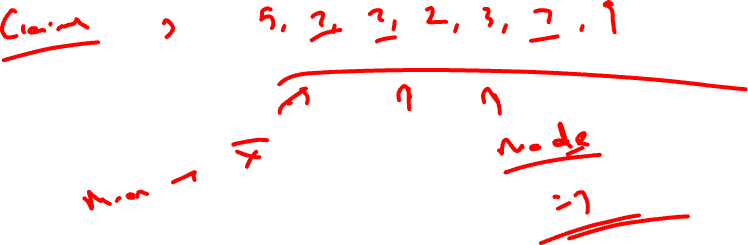 Claim → 5, 7, 7, 2, 3, 7, 9
x̄
Mean →
Mode
= 7